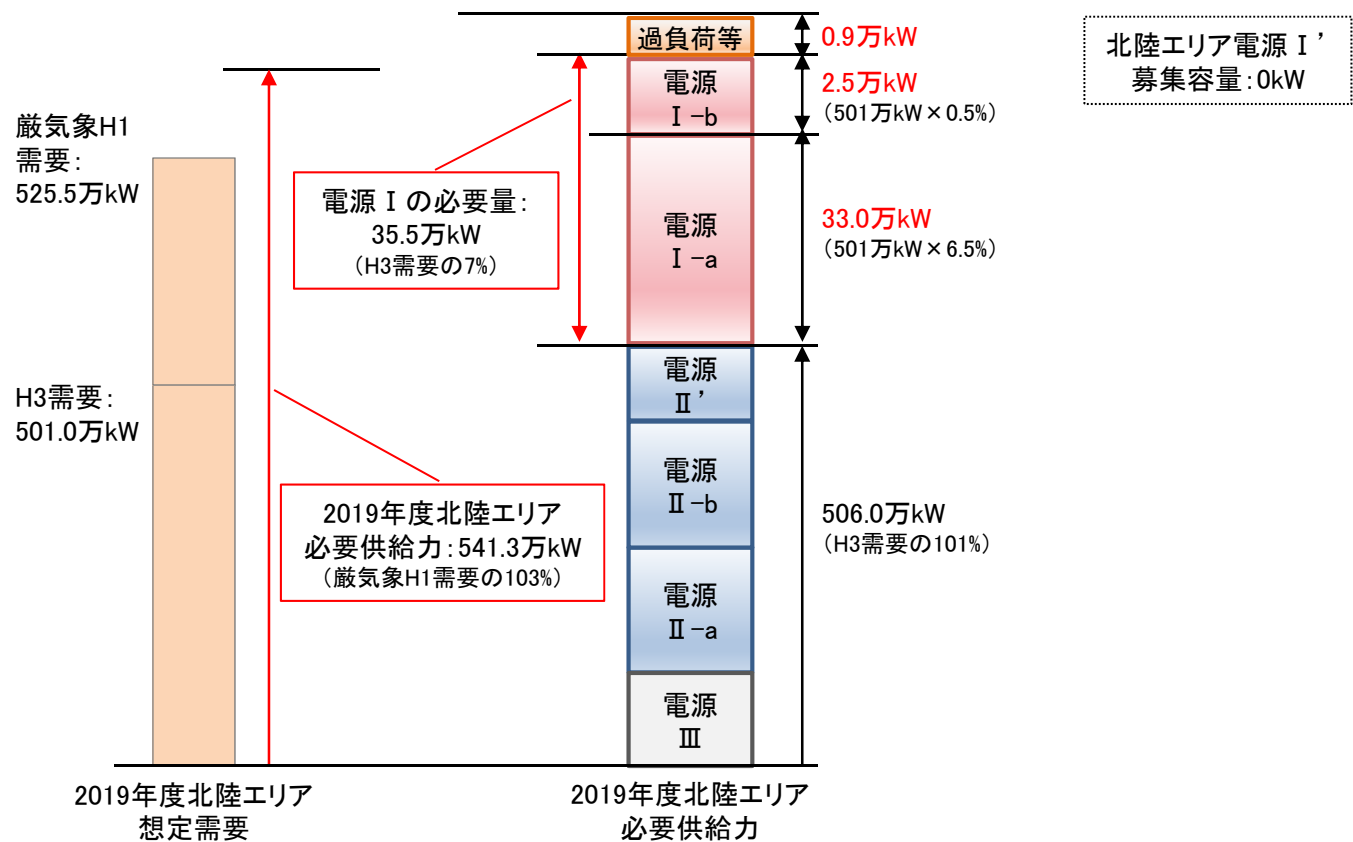 北陸エリア電源Ⅰ’
募集容量:0kW
厳気象H1
需要:
525.5万kW
H3需要:
501.0万kW
2019年度北陸エリア
想定需要
電源Ⅰの必要量:
35.5万kW
(H3需要の7%)
2019年度北陸エリア
必要供給力:541.3万kW
(厳気象H1需要の103%)
過負荷等
電源
Ⅰ-b
電源
Ⅰ-a
電源
Ⅱ’
電源
Ⅱ-b
電源
Ⅱ-a
電源
Ⅲ
2019年度北陸エリア
必要供給力
0.9万kW
2.5万kW
(501万kW×0.5%)
33.0万kW
(501万kW×6.5%)
506.0万kW
(H3需要の101%)